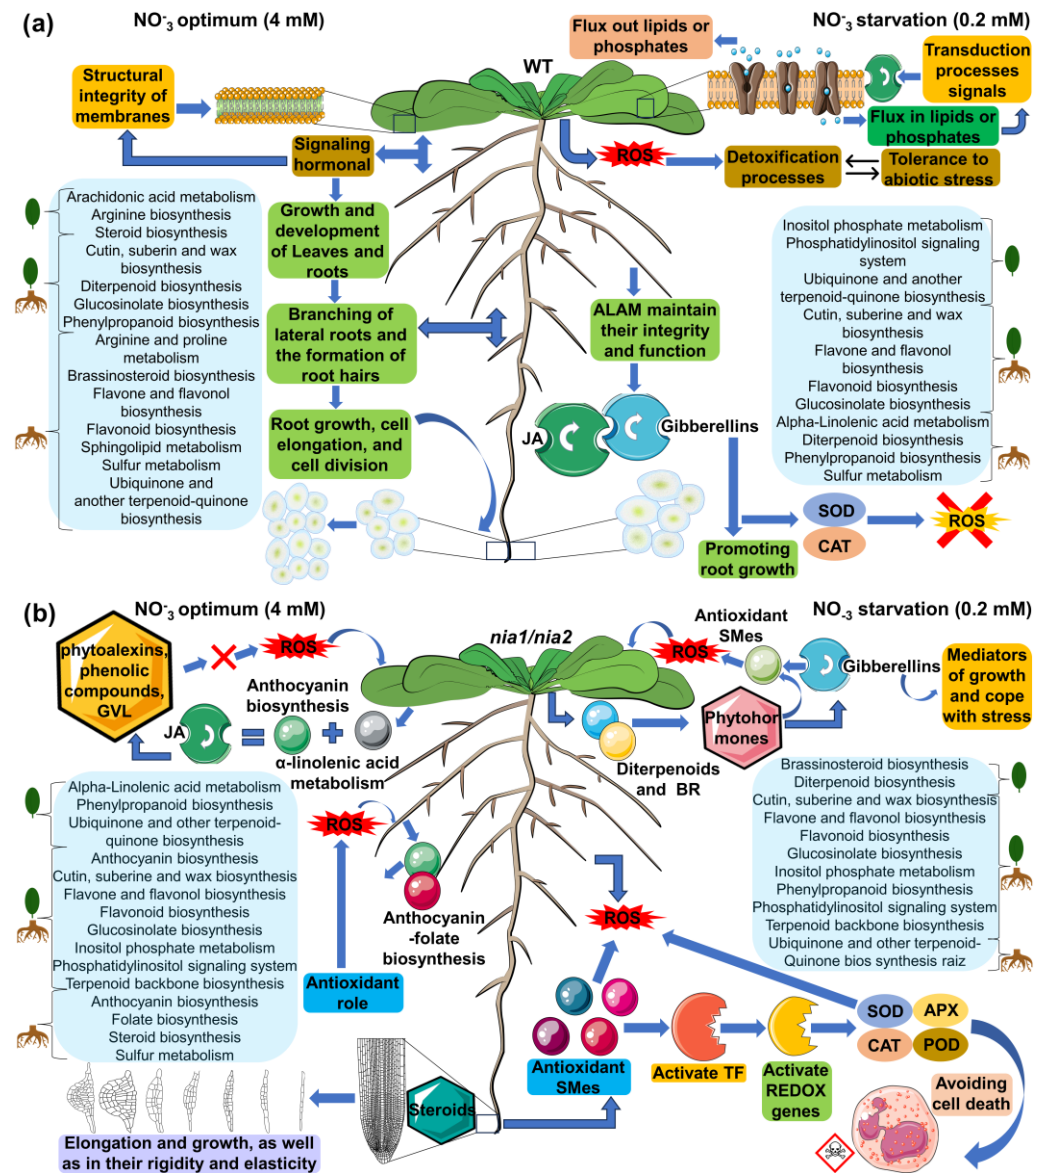 (a)
NO⁻₃ optimum (4 mM)
NO⁻₃ starvation (0.2 mM)
WT
Structural
integrity of
membranes
Signaling
hormonal
Flux out lipids or
phosphates
Transduction
processes
signals
Flux in lipids or
phosphates
ROS
Detoxification
processes
Tolerance to
abiotic stress
Arachidonic acid metabolism
Arginine biosynthesis
Steroid biosynthesis
Cutin, suberin and wax
biosynthesis
Diterpenoid biosynthesis
Glucosinolate biosynthesis
Phenylpropanoid biosynthesis
Arginine and proline
metabolism
Brassinosteroid biosynthesis
Flavone and flavonol
biosynthesis
Flavonoid biosynthesis
Sphingolipid metabolism
Sulfur metabolism
Ubiquinone and
another terpenoid-quinone
biosynthesis
Growth and
development
of Leaves and
roots
Branching of
lateral roots and
the formation of
root hairs
Root growth, cell
elongation, and
cell division
ALAM maintain
their integrity
and function
JA
Gibberellins
Promoting
root growth
SOD
CAT
ROS
Inositol phosphate metabolism
Phosphatidylinositol signaling
system
Ubiquinone and another
terpenoid-quinone biosynthesis
Cutin, suberine and wax
biosynthesis
Flavone and flavonol
biosynthesis
Flavonoid biosynthesis
Glucosinolate biosynthesis
Alpha-Linolenic acid metabolism
Diterpenoid biosynthesis
Phenylpropanoid biosynthesis
Sulfur metabolism
(b)
NO⁻₃ optimum (4 mM)
NO₋₃ starvation (0.2 mM)
nia1/nia2
phytoalexins,
phenolic
compounds,
GVL
ROS
Anthocyanin
biosynthesis
JA
α-linolenic acid
metabolism
Antioxidant
SMes
ROS
Gibberellins
Mediators
of growth
and cope
with stress
Phytohor
mones
Diterpenoids
and BR
Alpha-Linolenic acid metabolism
Phenylpropanoid biosynthesis
Ubiquinone and other terpenoid-
quinone biosynthesis
Anthocyanin biosynthesis
Cutin, suberine and wax biosynthesis
Flavone and flavonol biosynthesis
Flavonoid biosynthesis
Glucosinolate biosynthesis
Inositol phosphate metabolism
Phosphatidylinositol signaling system
Terpenoid backbone biosynthesis
Anthocyanin biosynthesis
Folate biosynthesis
Steroid biosynthesis
Sulfur metabolism
ROS
Anthocyanin
-folate
biosynthesis
Antioxidant
role
ROS
Brassinosteroid biosynthesis
Diterpenoid biosynthesis
Cutin, suberine and wax biosynthesis
Flavone and flavonol biosynthesis
Flavonoid biosynthesis
Glucosinolate biosynthesis
Inositol phosphate metabolism
Phenylpropanoid biosynthesis
Phosphatidylinositol signaling system
Terpenoid backbone biosynthesis
Ubiquinone and other terpenoid-
Quinone bios synthesis raiz
Steroids
Antioxidant
SMes
Activate TF
Activate
REDOX
genes
SOD
APX
CAT
POD
Avoiding
cell death
Elongation and growth, as well
as in their rigidity and elasticity